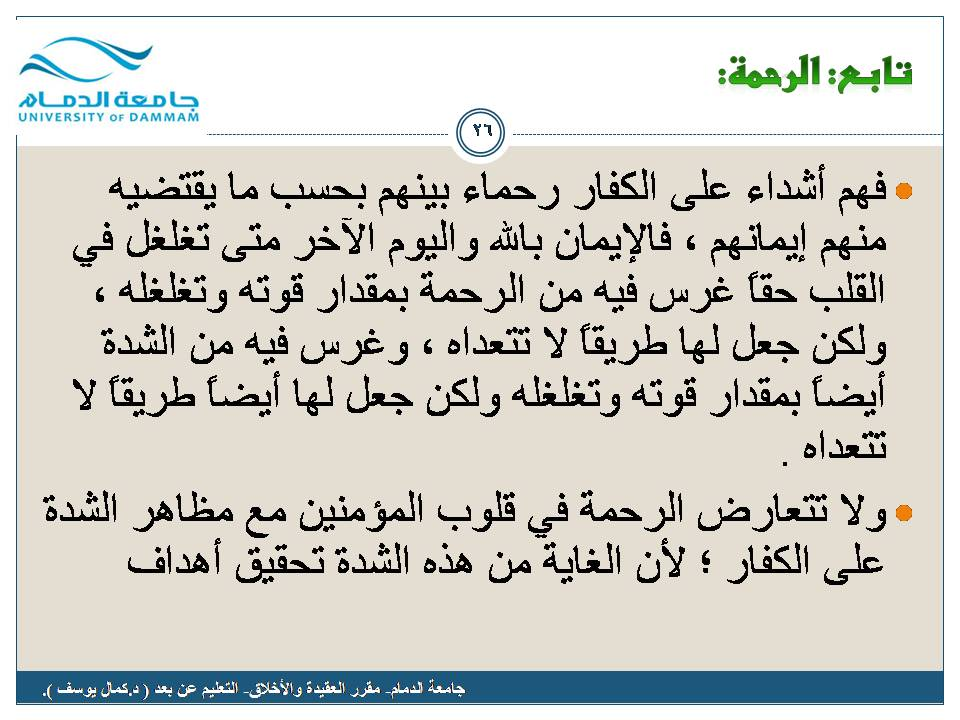 تابع: الرحمة:
جامعة الدمام
UNIVERSITY OF DAMMAM
٢٦
فهم أشداء على الكفار رحماء بينهم بحسب ما يقتضيه
منهم إيمانهم ، فالإيمان بالله واليوم الآخر متى تغلغل في
القلب حقاً غرس فيه من الرحمة بمقدار قوته وتغلغله ،
ولكن جعل لها طريقاً لا تتعداه ، وغرس فيه من الشدة
أيضاً بمقدار قوته وتغلغله ولكن جعل لها أيضاً طريقاً لا
تتعداه .
ولا تتعارض الرحمة في قلوب المؤمنين مع مظاهر الشدة
على الكفار ؛ لأن الغاية من هذه الشدة تحقيق أهداف
جامعة الدمام- مقرر العقيدة والأخلاق- التعليم عن بعد ( د.كمال يوسف ).